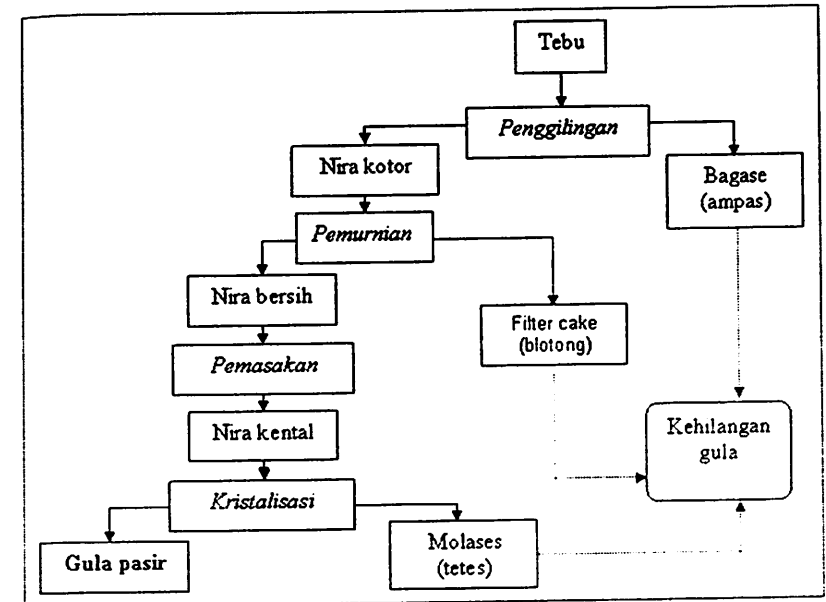 Tebu
Penggilingan
Nira kotor
Bagase
(ampas)
Pemurnian
Nira bersih
Filter cake
(blotong)
Pemasakan
Kehilangan
gula
Nira kental
Kristalisasi
Gula pasir
Molases
(tetes)